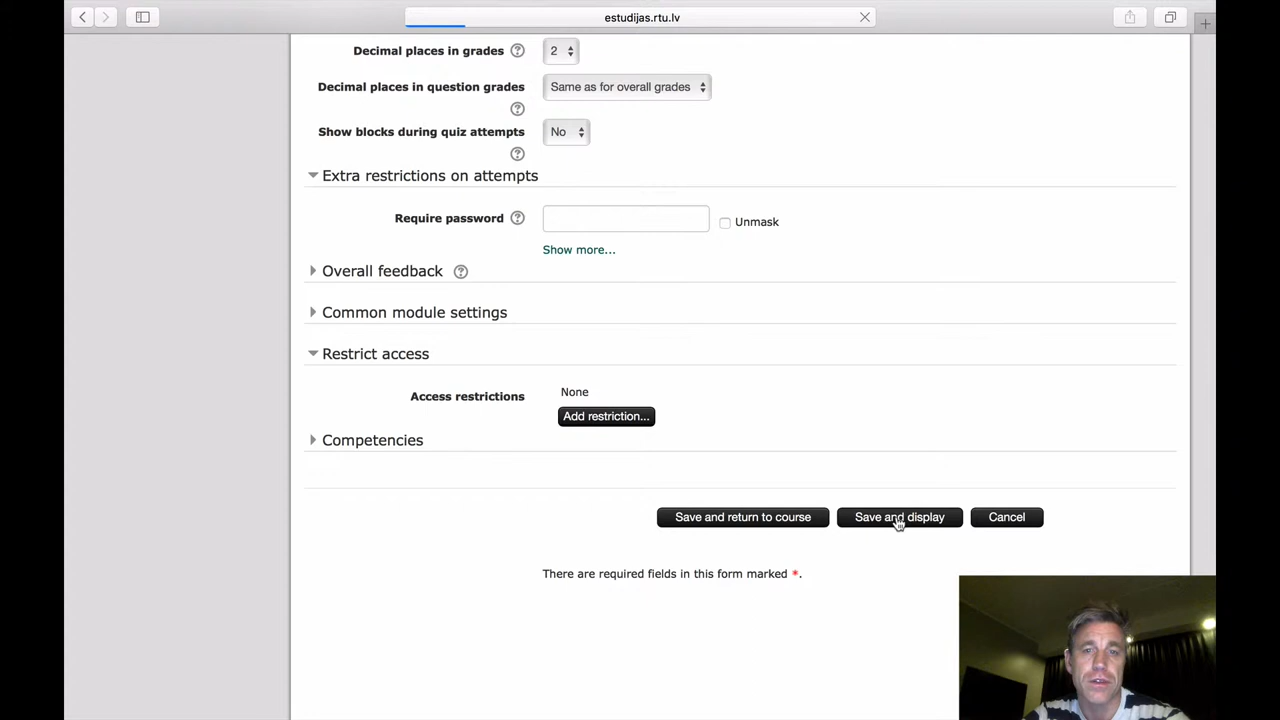 estudijas.rtu.lv
Decimal places in grades
2
Decimal places in question grades
Same as for overall grades
Show blocks during quiz attempts
No
Extra restrictions on attempts
Require password
Unmask
Show more...
Overall feedback
Common module settings
Restrict access
Access restrictions
None
Add restriction...
Competencies
Save and return to course
Save and display
Cancel
There are required fields in this form marked *.